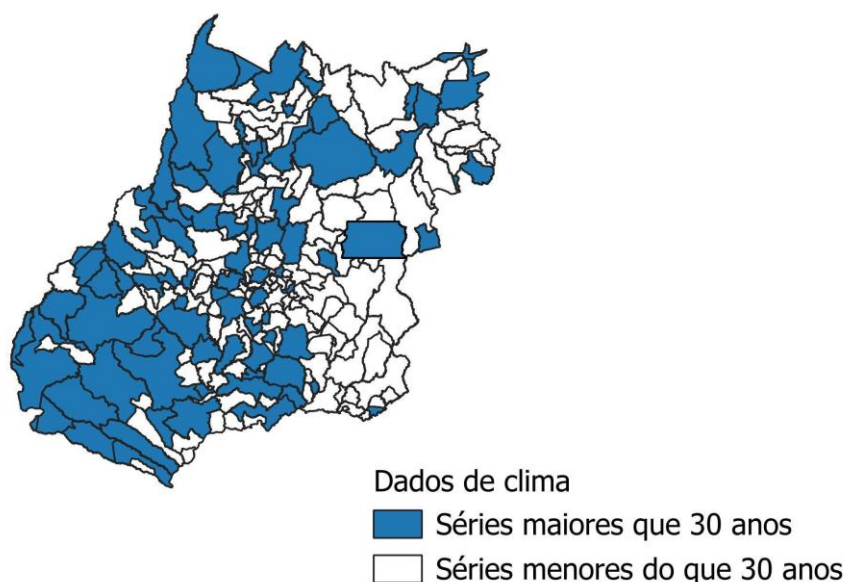 Dados de clima
Séries maiores que 30 anos
Séries menores do que 30 anos